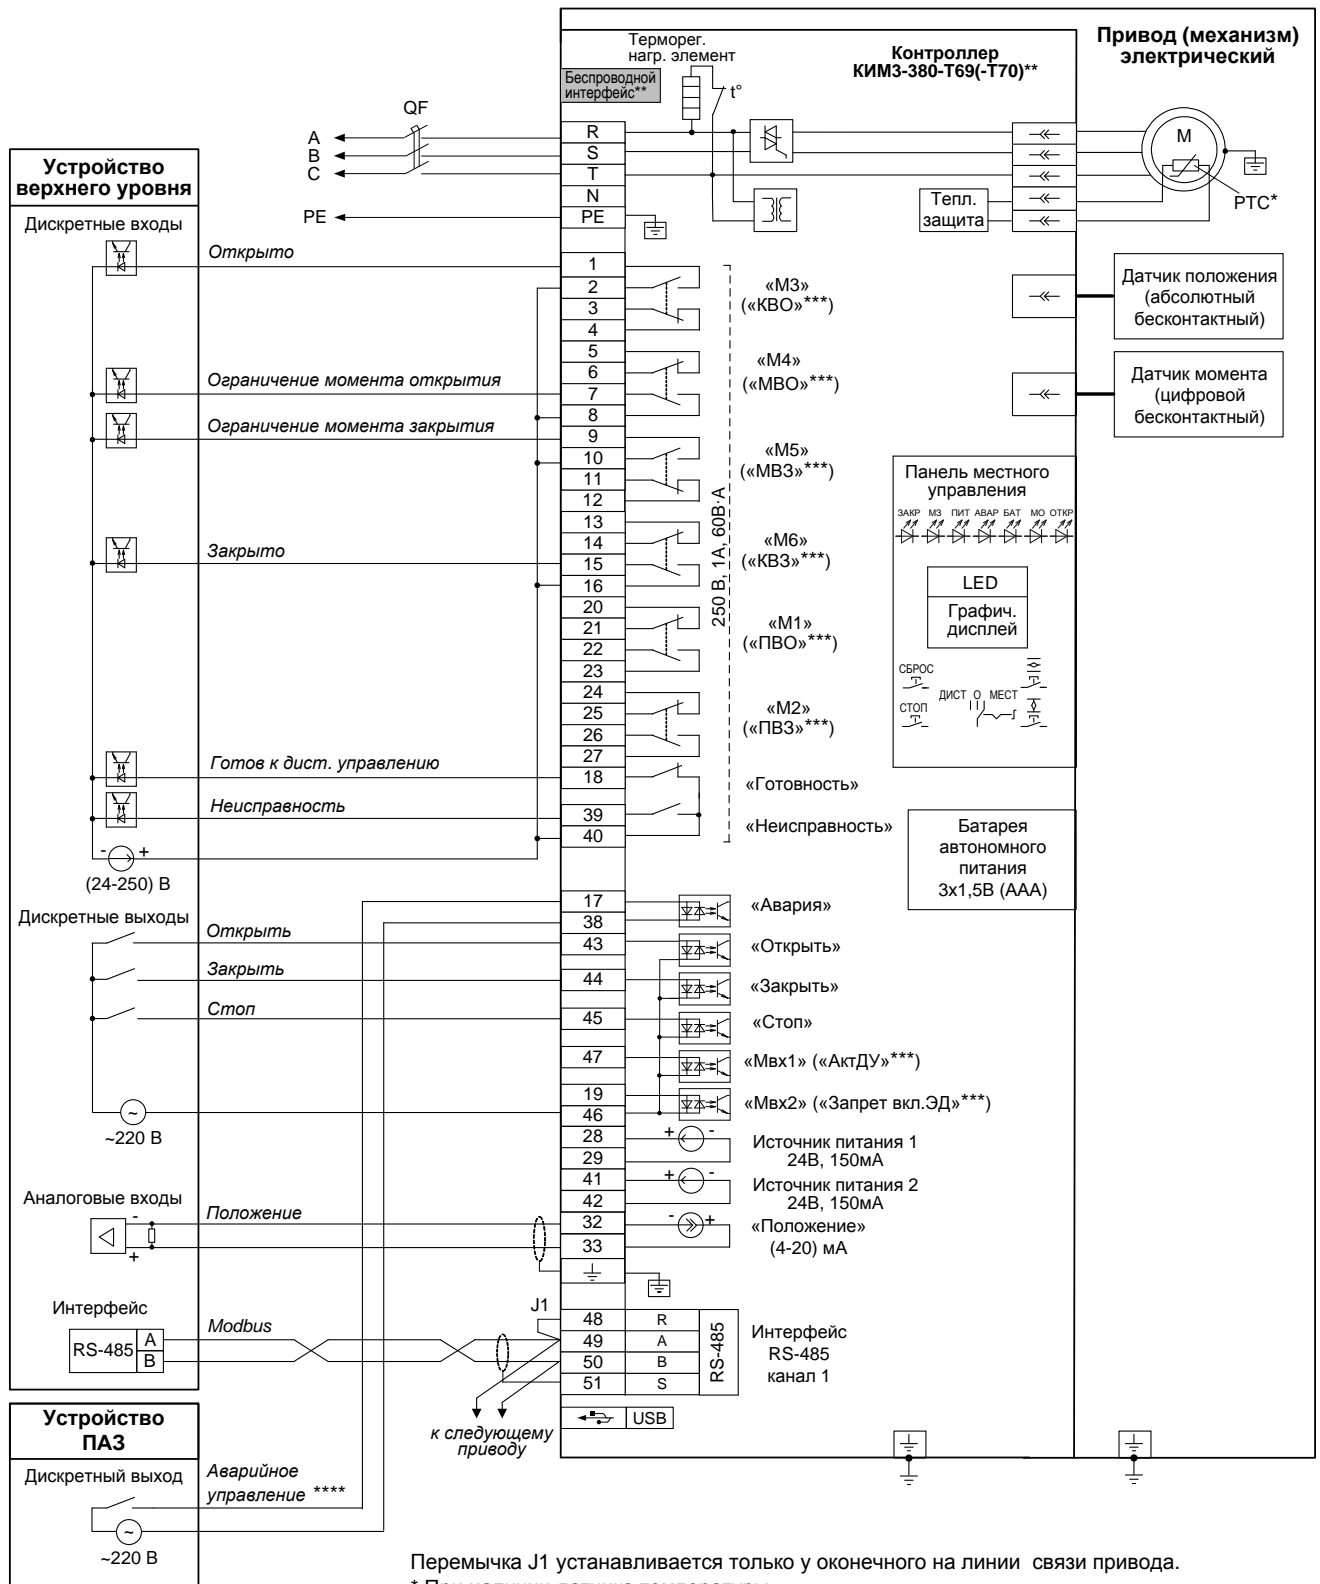 Привод (механизм)
электрический
Контроллер
КИМ3-380-Т69(-Т70)**
Терморег.
нагр. элемент
Беспроводной
интерфейс**
t°
QF
A
B
C
PE
R
S
T
N
PE
M
PTC*
Тепл.
защита
Устройство
верхнего уровня
Дискретные входы
Открыто
Ограничение момента открытия
Ограничение момента закрытия
Закрыто
Готов к дист. управлению
Неисправность
- +
(24-250) В
1
2
3
4
5
6
7
8
9
10
11
12
13
14
15
16
20
21
22
23
24
25
26
27
18
39
40
«М3»
(«КВО»***)
«М4»
(«МВО»***)
«М5»
(«МВЗ»***)
«М6»
(«КВЗ»***)
«М1»
(«ПВО»***)
«М2»
(«ПВЗ»***)
«Готовность»
«Неисправность»
250 В, 1А, 60В·А
Датчик положения
(абсолютный
бесконтактный)
Датчик момента
(цифровой
бесконтактный)
Панель местного
управления
ЗАКР МЗ ПИТ АВАР БАТ МО ОТКР
LED
Графич.
дисплей
СБРОС
ДИСТ О МЕСТ
СТОП
Батарея
автономного
питания
3х1,5В (ААА)
Дискретные выходы
Открыть
Закрыть
Стоп
~
~220 В
17
38
43
44
45
47
19
46
28
29
41
42
32
33
«Авария»
«Открыть»
«Закрыть»
«Стоп»
«Мвх1» («АктДУ»***)
«Мвх2» («Запрет вкл.ЭД»***)
+ -
Источник питания 1
24В, 150мА
+ -
Источник питания 2
24В, 150мА
- +
«Положение»
(4-20) мА
Аналоговые входы
Положение
-
+
Интерфейс
RS-485
A
B
Modbus
J1
48 R
49 A
50 B
51 S
RS-485
Интерфейс
RS-485
канал 1
USB
к следующему
приводу
Устройство
ПАЗ
Дискретный выход
Аварийное
управление ****
~
~220 В
Перемычка J1 устанавливается только у оконечного на линии связи привода.